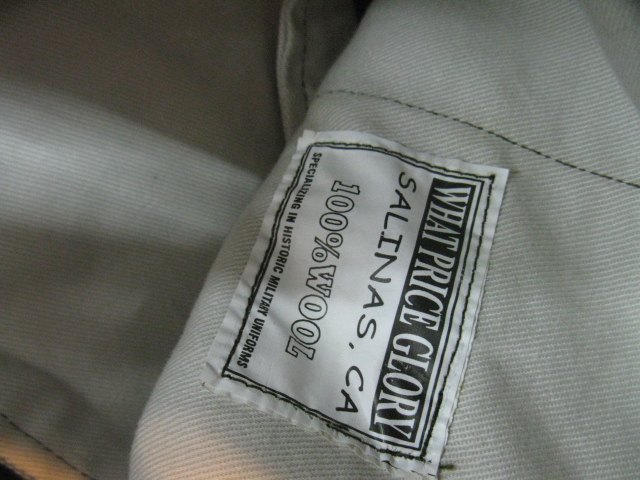 WHAT PRICE GLORY
SALINAS, CA
100% WOOL
SPECIALIZING IN HISTORIC MILITARY UNIFORMS